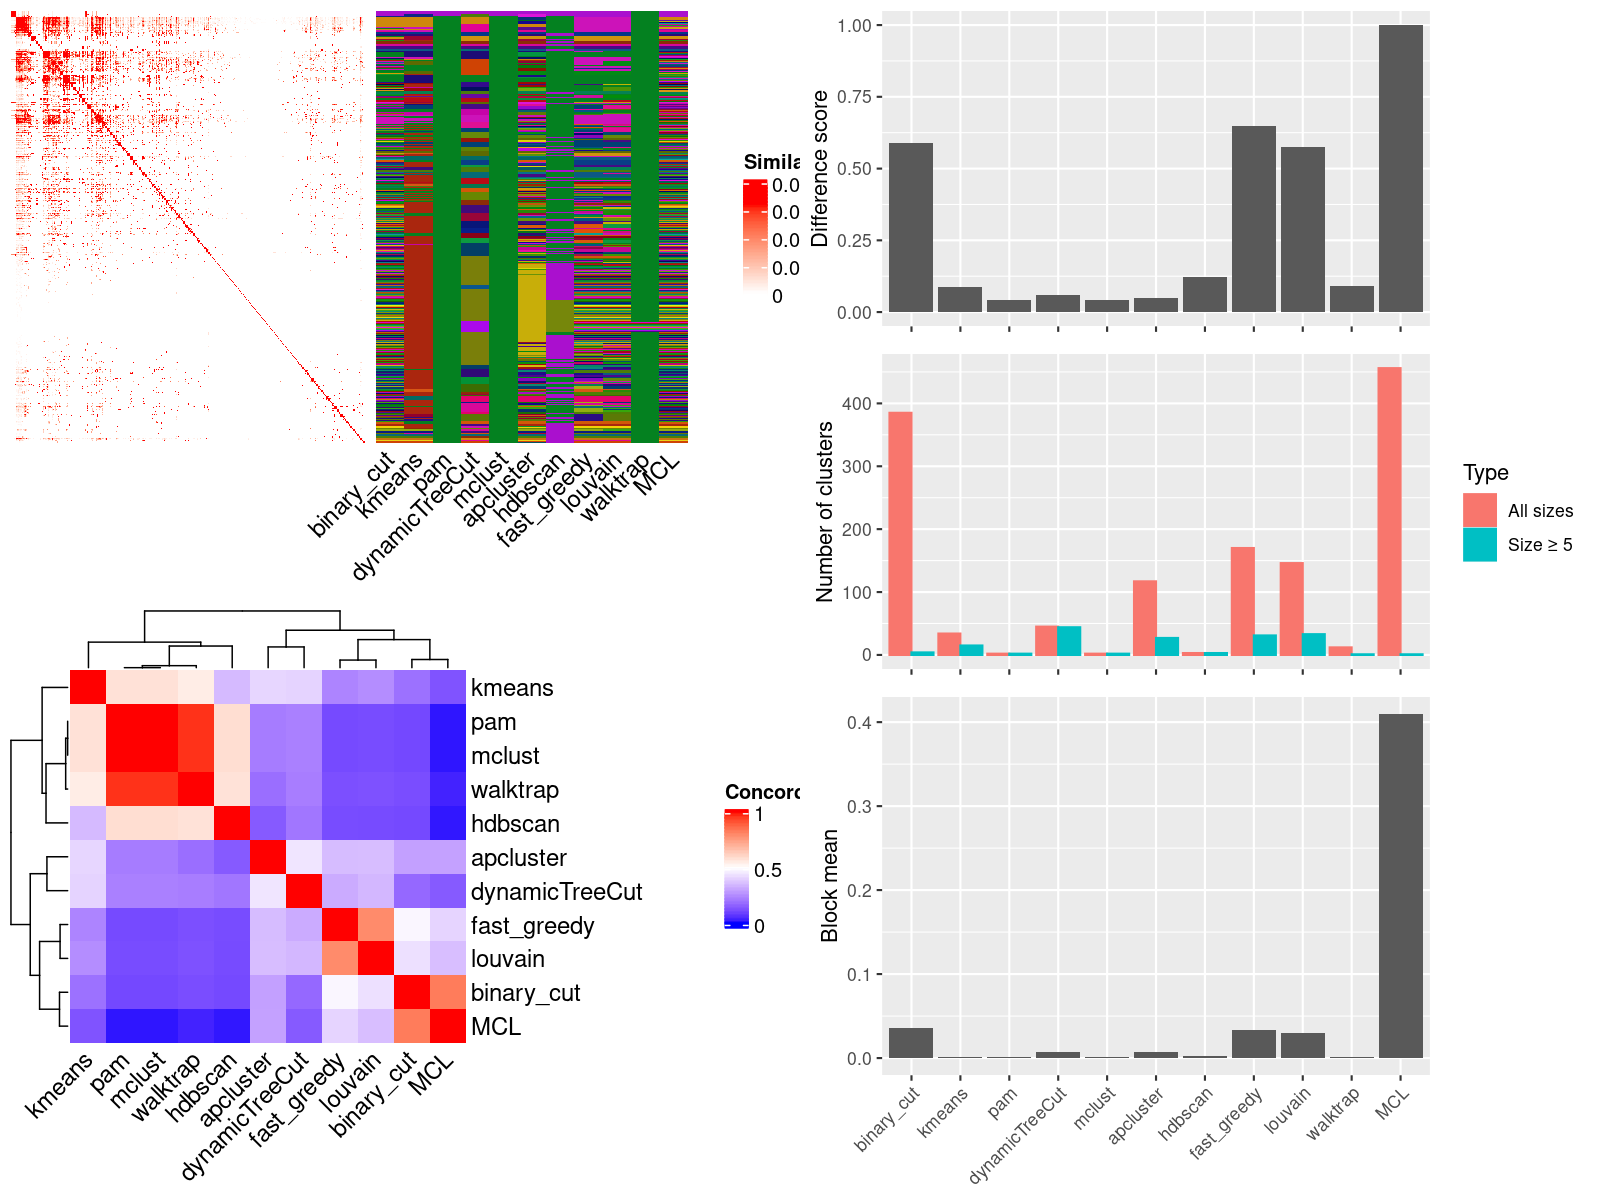 binary_cut
kmeans
pam
dynamicTreeCut
mclust
apcluster
hdbscan
fast_greedy
louvain
walktrap
MCL
Simila
0.0
0.0
0.0
0.0
0
kmeans
pam
mclust
walktrap
hdbscan
apcluster
dynamicTreeCut
fast_greedy
louvain
binary_cut
MCL
kmeans
pam
mclust
walktrap
hdbscan
apcluster
dynamicTreeCut
fast_greedy
louvain
binary_cut
MCL
Concord
1
0.5
0
Difference score
1.00
0.75
0.50
0.25
0.00
Number of clusters
400
300
200
100
0
Type
All sizes
Size ≥ 5
Block mean
0.4
0.3
0.2
0.1
0.0
binary_cut
kmeans
pam
dynamicTreeCut
mclust
apcluster
hdbscan
fast_greedy
louvain
walktrap
MCL